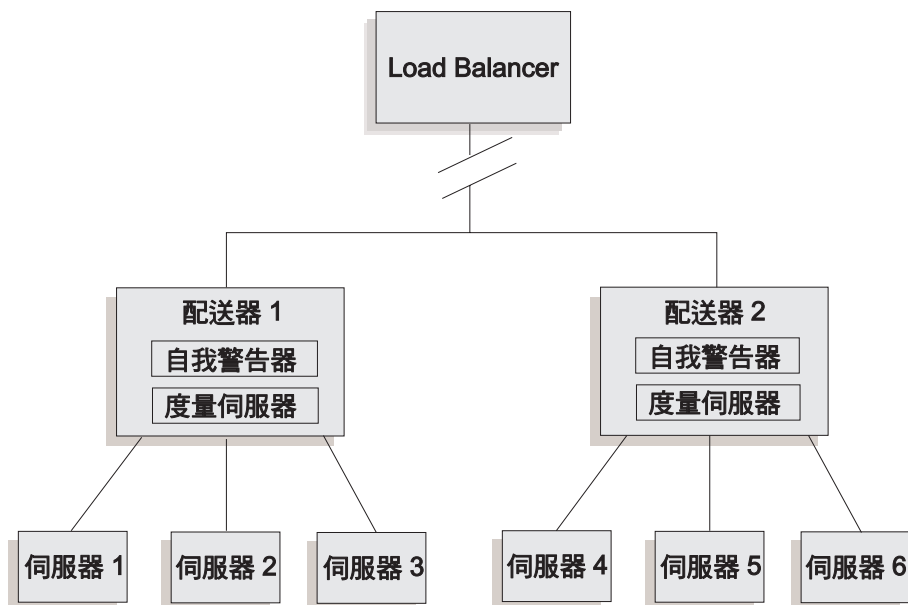 Load Balancer
配送器 1
自我警告器
度量伺服器
配送器 2
自我警告器
度量伺服器
伺服器 1
伺服器 2
伺服器 3
伺服器 4
伺服器 5
伺服器 6